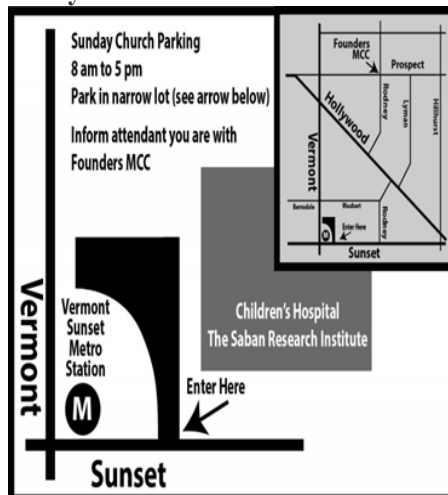 Sunday Church Parking
8 am to 5 pm
Park in narrow lot (see arrow below)
Inform attendant you are with
Founders MCC
Founders
MCC
Prospect
Hollywood
Rodney
Lyman
Hillhurst
Vermont
Barnsdale
Maubert
Rodney
M
Enter Here
Sunset
Vermont
Vermont
Sunset
Metro
Station
M
Children's Hospital
The Saban Research Institute
Enter Here
Sunset